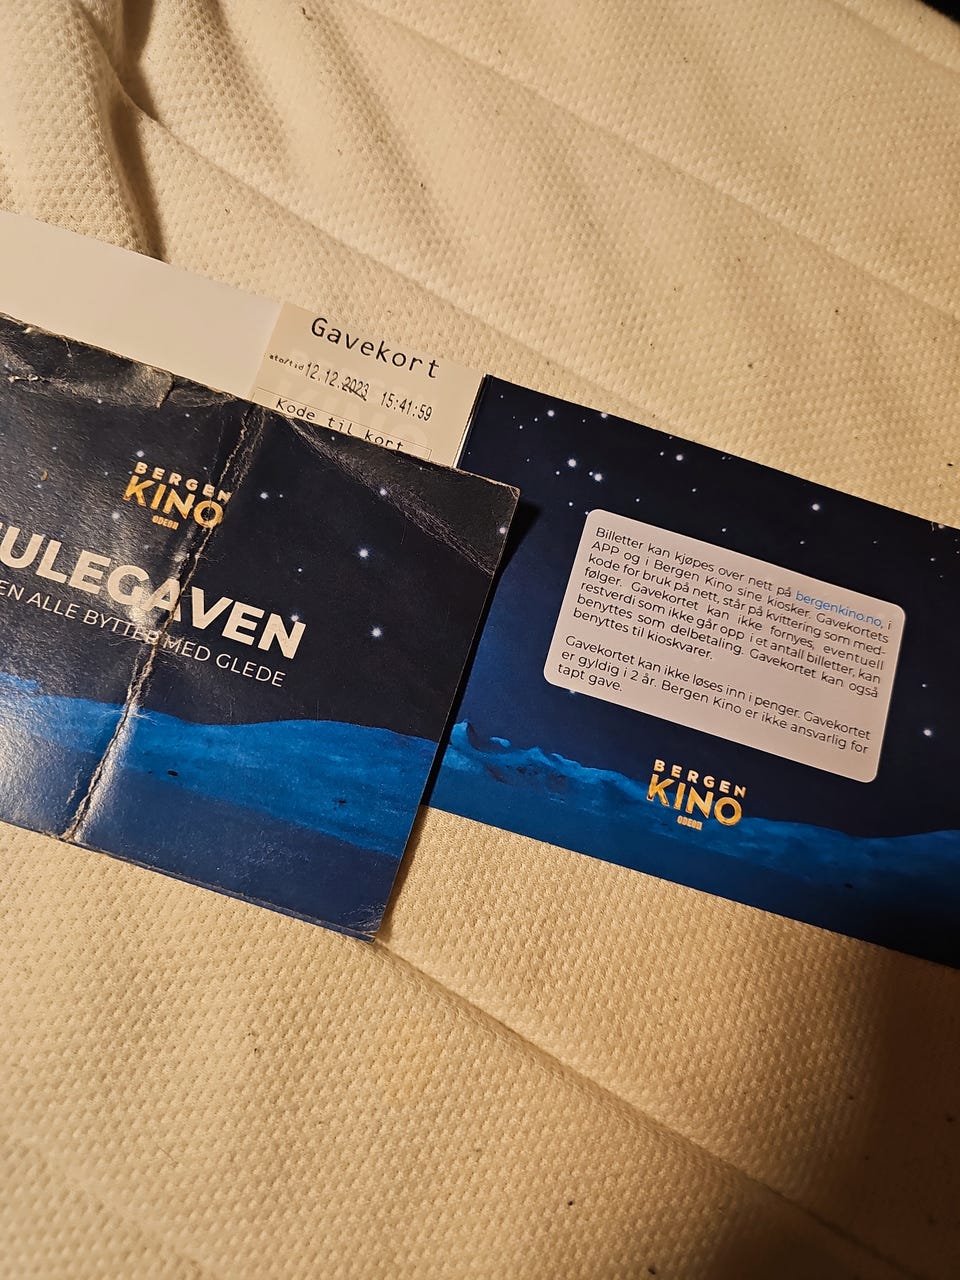 Gavekort
12.12.2023 15:41:59
Kode til kort
BERGEN
KINO
ODEON
ULEGAVEN
EN ALLE BYTTER MED GLEDE
Billetter kan kjøpes over nett på bergenkino.no, i
APP og i Bergen Kino sine kiosker. Gavekortets
kode for bruk på nett, står på kvittering som med-
følger. Gavekortet kan ikke fornyes, eventuell
restverdi som ikke går opp i et antall billetter, kan
benyttes som delbetaling. Gavekortet kan også
benyttes til kioskvarer.
Gavekortet kan ikke løses inn i penger. Gavekortet
er gyldig i 2 år. Bergen Kino er ikke ansvarlig for
tapt gave.
BERGEN
KINO
ODEON